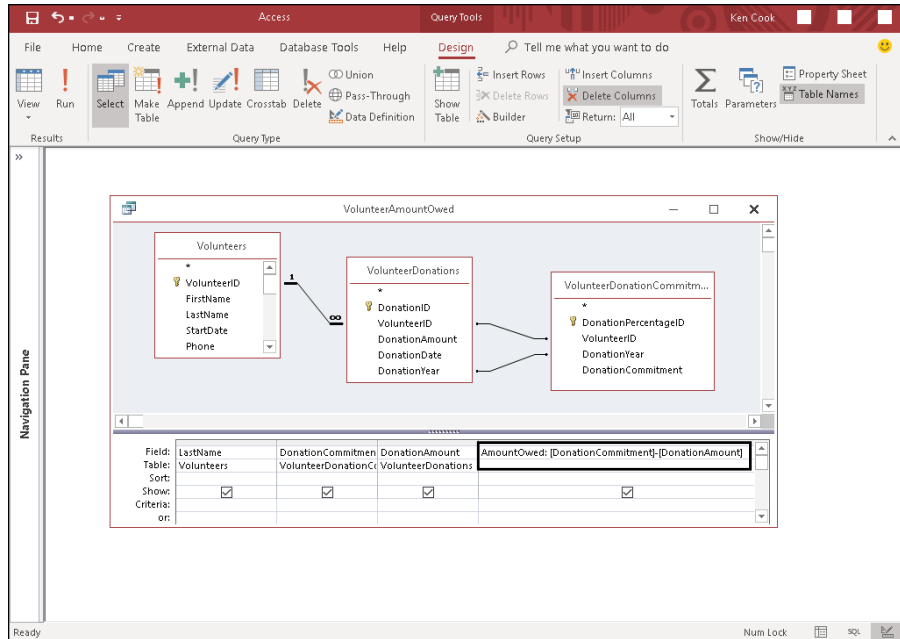 Access
Query Tools
Ken Cook
File Home Create External Data Database Tools Help Design Tell me what you want to do
View
Run
Results
Select
Make Table
Append
Update
Crosstab
Delete
Union
Pass-Through
Data Definition
Query Type
Show Table
Insert Rows
Delete Rows
Builder
Insert Columns
Delete Columns
Return: All
Query Setup
Totals
Parameters
XYZ
Property Sheet
Table Names
Show/Hide
»
Navigation Pane
VolunteerAmountOwed
Volunteers
*
VolunteerID
FirstName
LastName
StartDate
Phone
1
∞
VolunteerDonations
*
DonationID
VolunteerID
DonationAmount
DonationDate
DonationYear
VolunteerDonationCommitm...
*
DonationPercentageID
VolunteerID
DonationYear
DonationCommitment
Field: LastName DonationCommitmen DonationAmount AmountOwed: [DonationCommitment]-[DonationAmount]
Table: Volunteers VolunteerDonationCo VolunteerDonations
Sort:
Show:
Criteria:
or:
Ready
Num Lock
SQL